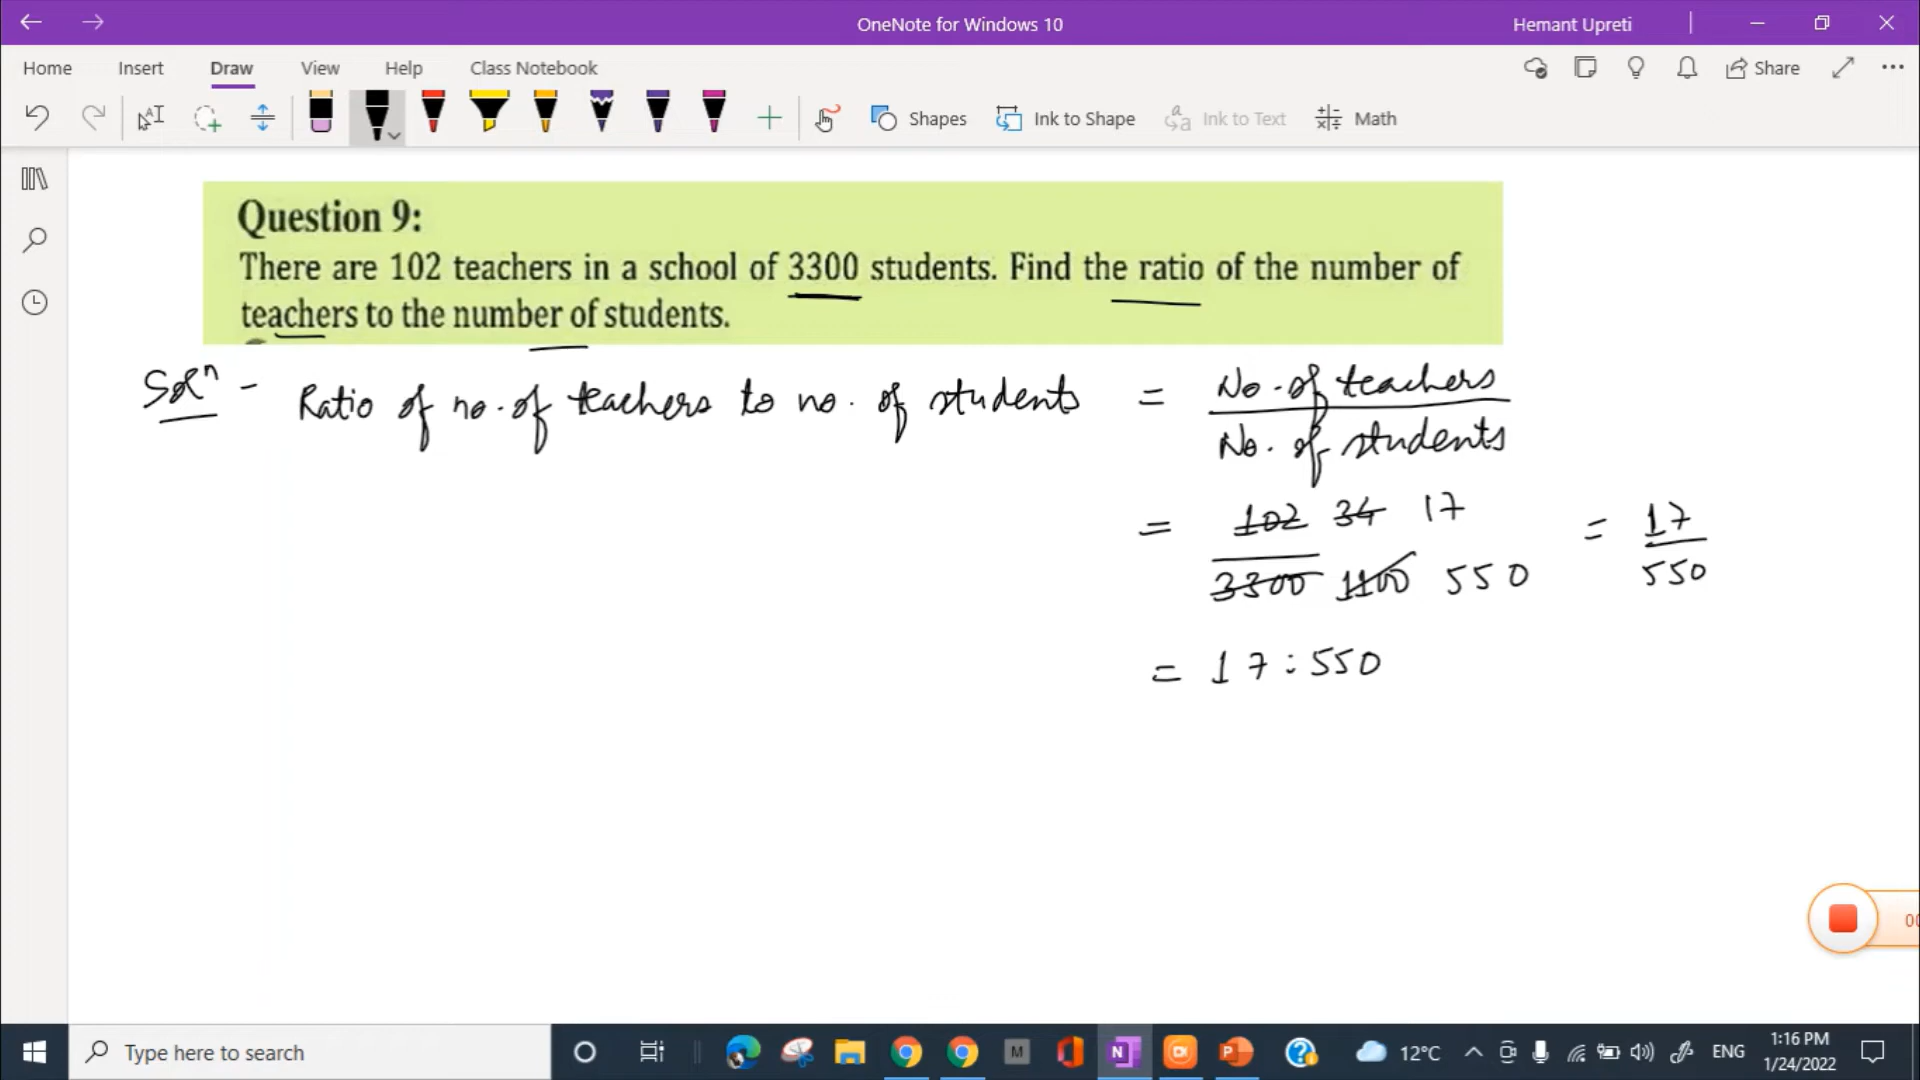 OneNote for Windows 10
Hemant Upreti
Home Insert Draw View Help Class Notebook
Share
Shapes Ink to Shape Ink to Text Math
Question 9:
There are 102 teachers in a school of 3300 students. Find the ratio of the number of
teachers to the number of students.
Solⁿ - Ratio of no. of teachers to no. of students = No. of teachers
No. of students
= 102 34 17 = 17
3300 1100 550 550
= 17 : 550
00
Type here to search
M
N
12°C
ENG
1:16 PM
1/24/2022